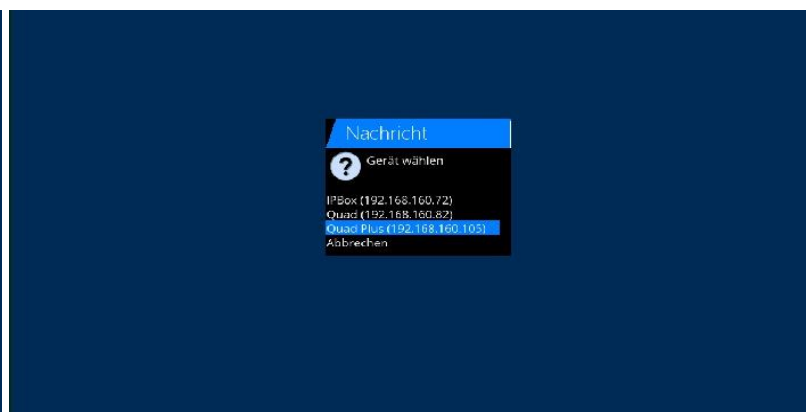 Nachricht
Gerät wählen
IPBox (192.168.160.72)
Quad (192.168.160.82)
Quad Plus (192.168.160.105)
Abbrechen